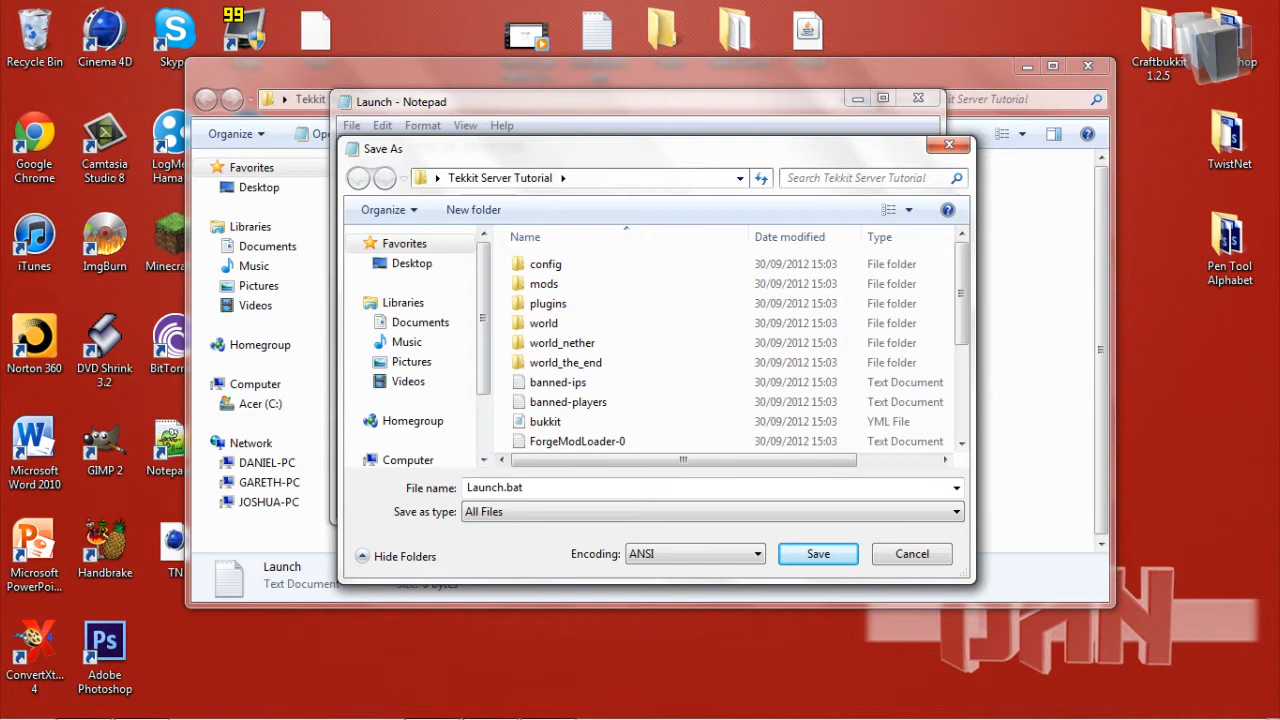 99
Recycle Bin
Cinema 4D
Skyp
Craftbukkit
1.2.5
Google
Chrome
Camtasia
Studio 8
LogMe
Hama
TwistNet
iTunes
ImgBurn
Minecra
Pen Tool
Alphabet
Norton 360
DVD Shrink
3.2
BitTorr
Microsoft
Word 2010
GIMP 2
Notepa
Microsoft
PowerPoi...
Handbrake
TN
ConvertXt...
4
Adobe
Photoshop
Tekkit
it Server Tutorial
Organize
Favorites
Desktop
Libraries
Documents
Music
Pictures
Videos
Homegroup
Computer
Acer (C:)
Network
DANIEL-PC
GARETH-PC
JOSHUA-PC
Launch
Text Document
Launch - Notepad
File Edit Format View Help
Save As
Tekkit Server Tutorial
Search Tekkit Server Tutorial
Organize New folder
Favorites
Desktop
Libraries
Documents
Music
Pictures
Videos
Homegroup
Computer
Name Date modified Type
config 30/09/2012 15:03 File folder
mods 30/09/2012 15:03 File folder
plugins 30/09/2012 15:03 File folder
world 30/09/2012 15:03 File folder
world_nether 30/09/2012 15:03 File folder
world_the_end 30/09/2012 15:03 File folder
banned-ips 30/09/2012 15:03 Text Document
banned-players 30/09/2012 15:03 Text Document
bukkit 30/09/2012 15:03 YML File
ForgeModLoader-0 30/09/2012 15:03 Text Document
File name: Launch.bat
Save as type: All Files
Hide Folders
Encoding: ANSI
Save
Cancel
DAN